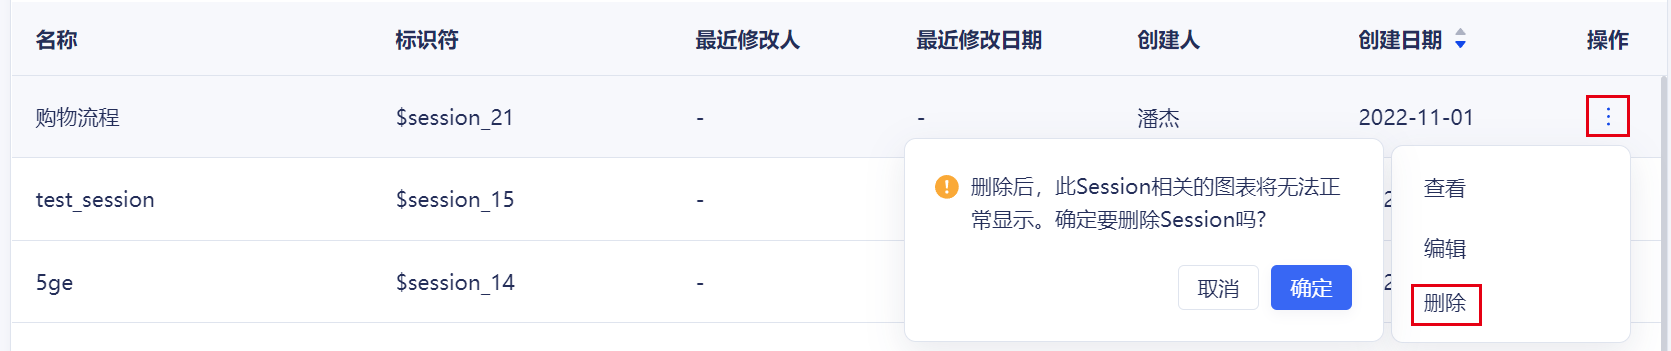 名称 标识符 最近修改人 最近修改日期 创建人 创建日期 操作
购物流程 $session_21 - - 潘杰 2022-11-01
test_session $session_15 - 2
5ge $session_14 - 2
删除后，此Session相关的图表将无法正
常显示。确定要删除Session吗?
取消 确定
查看
编辑
删除